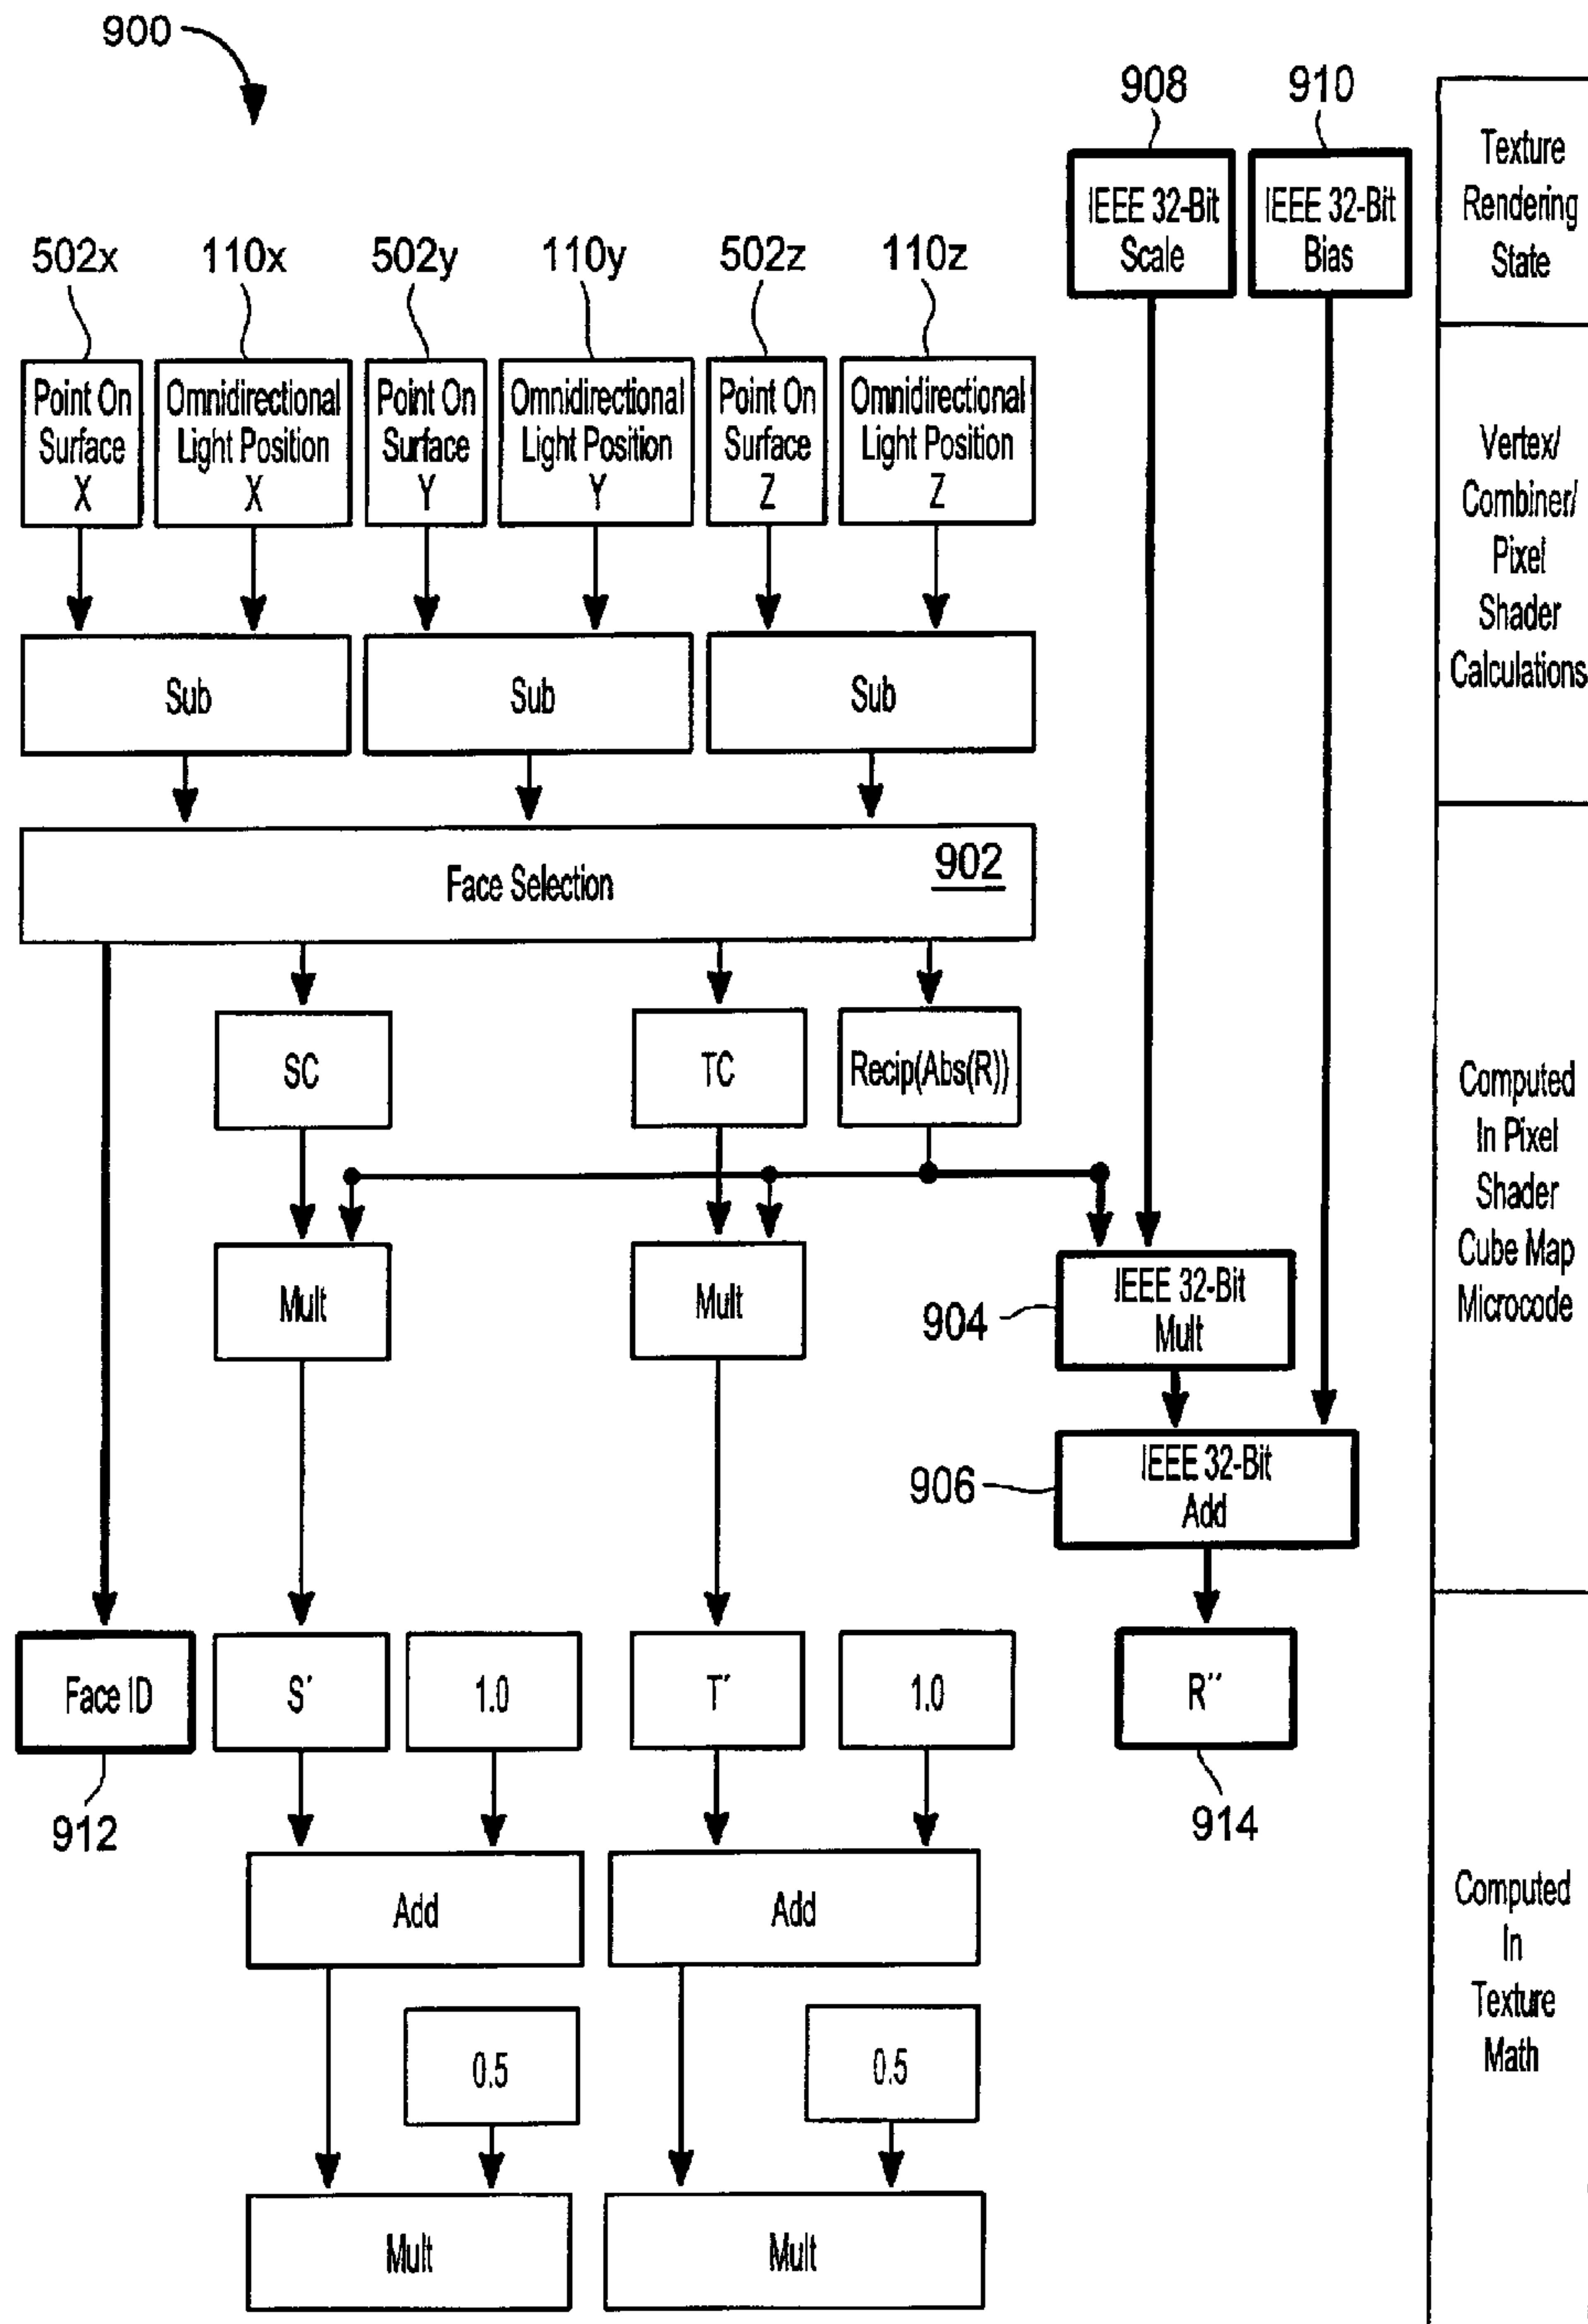 900
908 910
IEEE 32-Bit
Scale
IEEE 32-Bit
Bias
Texture
Rendering
State
502x 110x 502y 110y 502z 110z
Point On
Surface
X
Omnidirectional
Light Position
X
Point On
Surface
Y
Omnidirectional
Light Position
Y
Point On
Surface
Z
Omnidirectional
Light Position
Z
Vertex/
Combiner/
Pixel
Shader
Calculations
Sub
Sub
Sub
Face Selection 902
SC
TC
Recip(Abs(R))
Computed
In Pixel
Shader
Cube Map
Microcode
Mult
Mult
904
IEEE 32-Bit
Mult
906
IEEE 32-Bit
Add
Face ID
S′
1.0
T′
1.0
R′′
912
914
Add
Add
Computed
In
Texture
Math
0.5
0.5
Mult
Mult